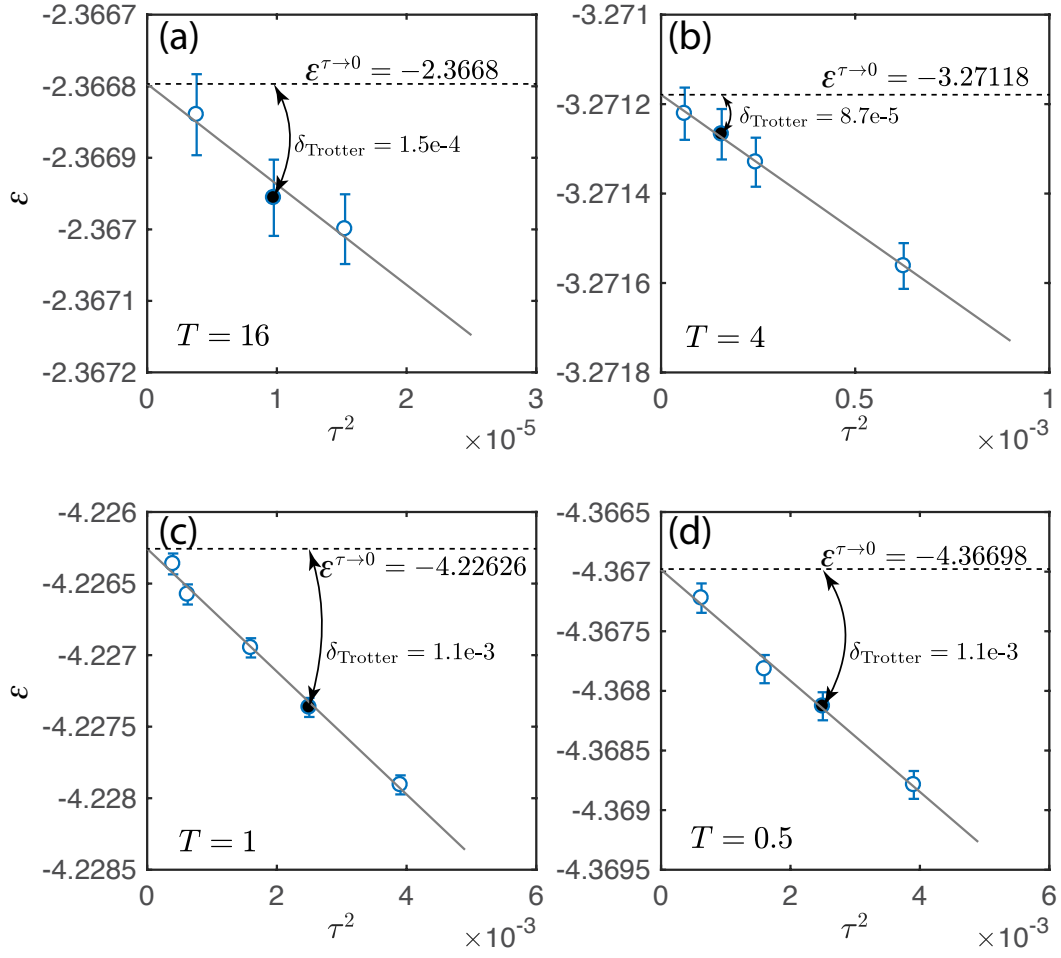 (a)
-2.3667
-2.3668
-2.3669
-2.367
-2.3671
-2.3672
ε
ε^{τ→0} = −2.3668
δ_Trotter = 1.5e-4
T = 16
0 1 2 3
τ² ×10⁻⁵
(b)
-3.271
-3.2712
-3.2714
-3.2716
-3.2718
ε^{τ→0} = −3.27118
δ_Trotter = 8.7e-5
T = 4
0 0.5 1
τ² ×10⁻³
(c)
-4.226
-4.2265
-4.227
-4.2275
-4.228
-4.2285
ε
ε^{τ→0} = −4.22626
δ_Trotter = 1.1e-3
T = 1
0 2 4 6
τ² ×10⁻³
(d)
-4.3665
-4.367
-4.3675
-4.368
-4.3685
-4.369
-4.3695
ε^{τ→0} = −4.36698
δ_Trotter = 1.1e-3
T = 0.5
0 2 4 6
τ² ×10⁻³